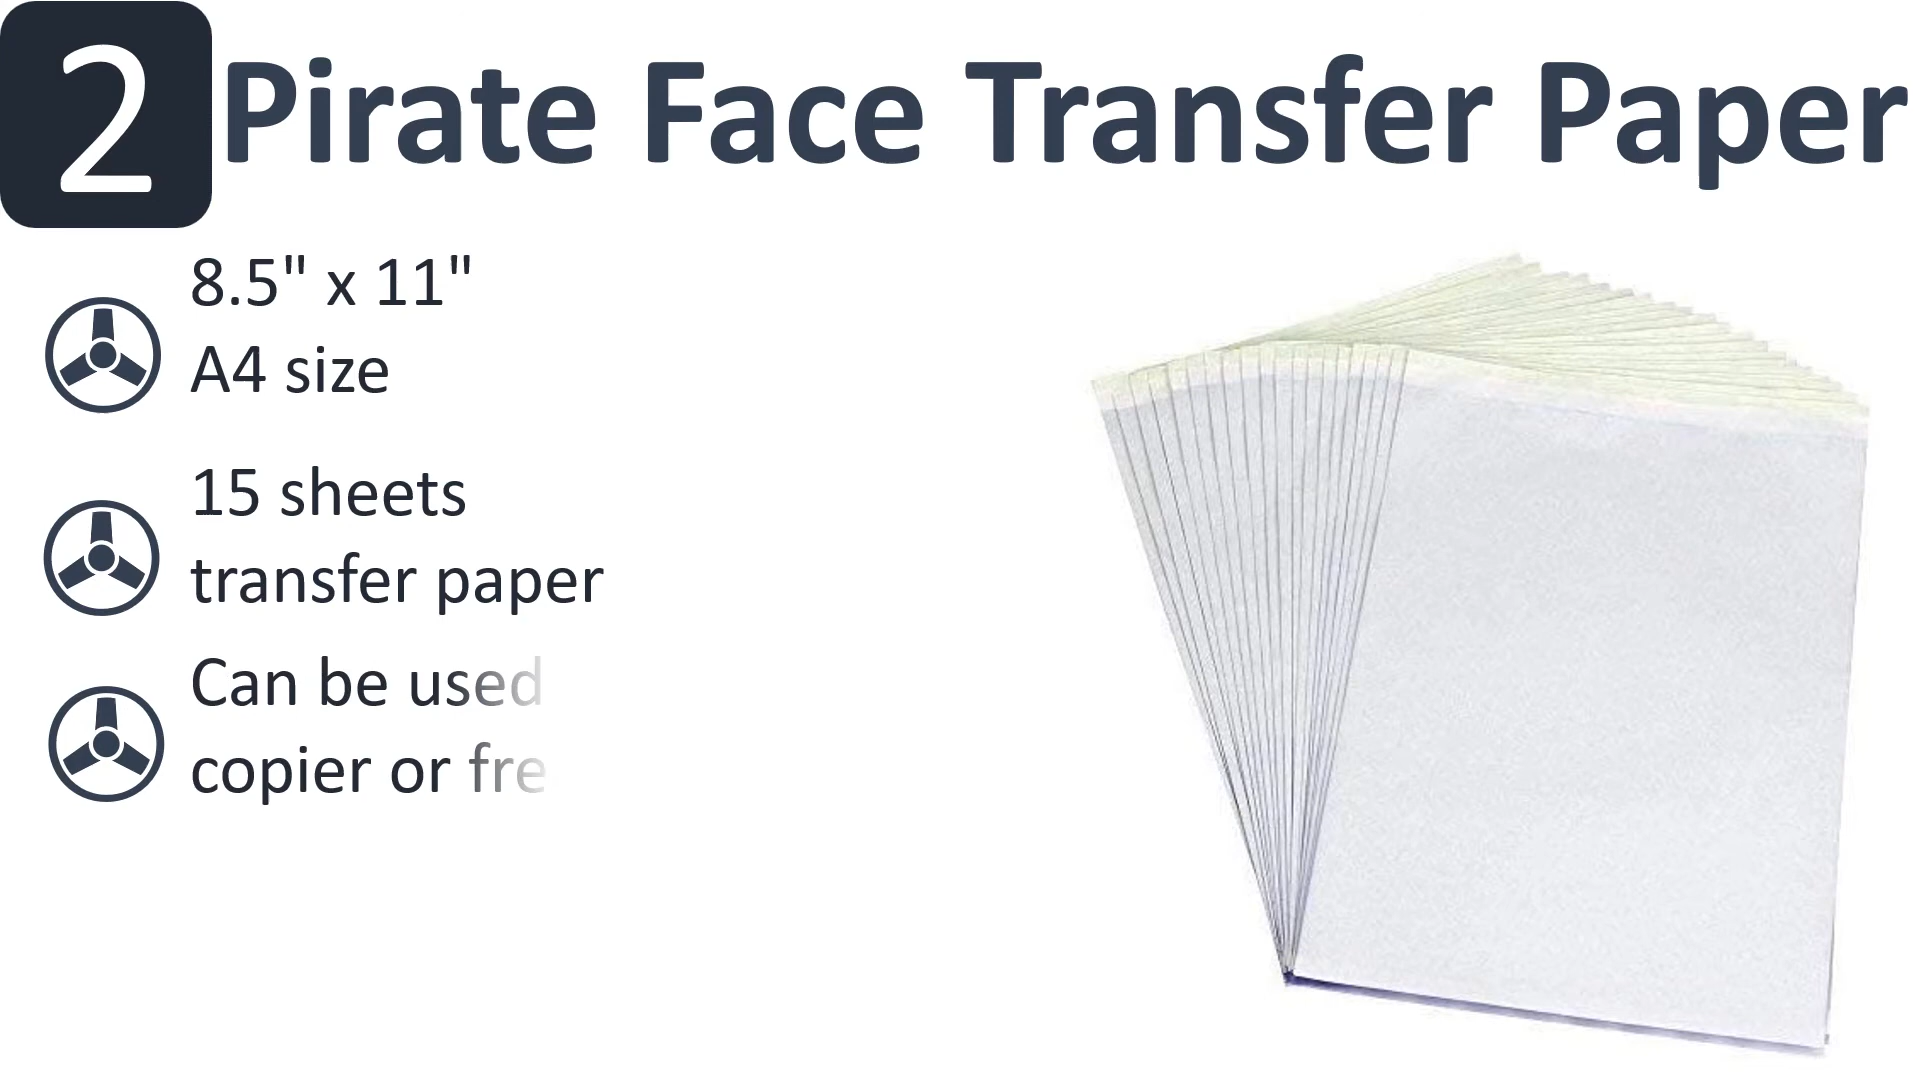 2
Pirate Face Transfer Paper
8.5" x 11"
A4 size
15 sheets
transfer paper
Can be used
copier or fre